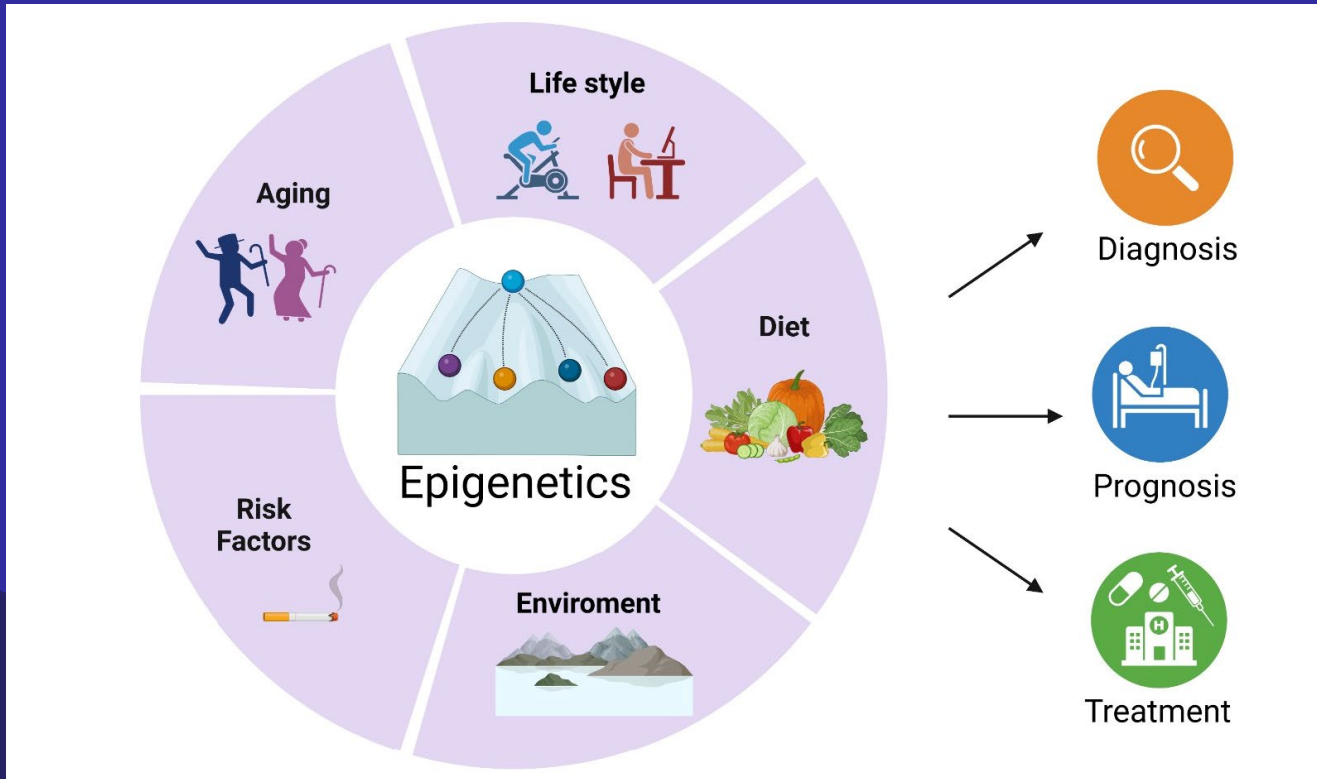 Life style
Aging
Diet
Epigenetics
Risk
Factors
Enviroment
Diagnosis
Prognosis
H
Treatment